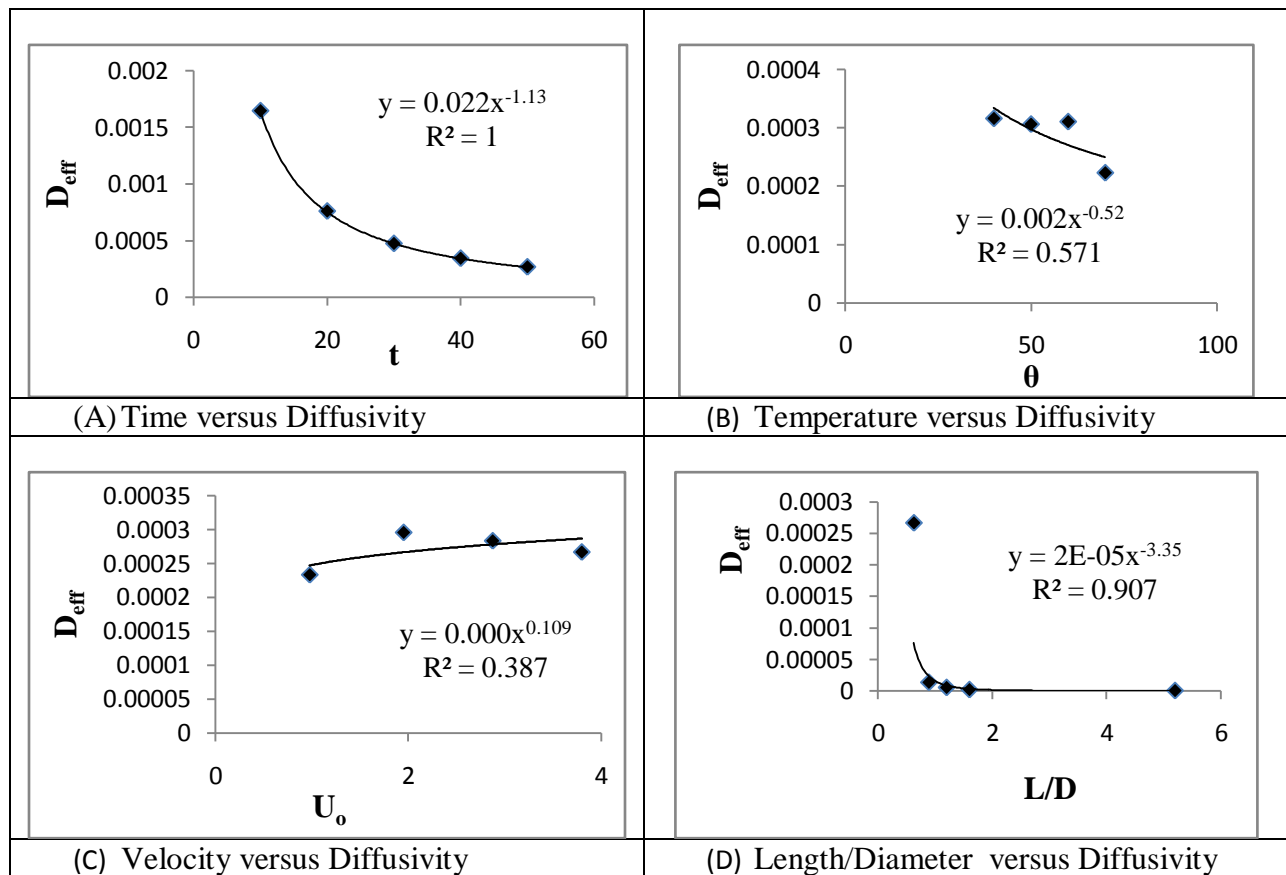 0.002
0.0015
0.001
0.0005
0
0 20 40 60
D_eff
t
y = 0.022x^-1.13
R² = 1
(A) Time versus Diffusivity
0.0004
0.0003
0.0002
0.0001
0
0 50 100
D_eff
θ
y = 0.002x^-0.52
R² = 0.571
(B) Temperature versus Diffusivity
0.00035
0.0003
0.00025
0.0002
0.00015
0.0001
0.00005
0
0 2 4
D_eff
U_o
y = 0.000x^0.109
R² = 0.387
(C) Velocity versus Diffusivity
0.0003
0.00025
0.0002
0.00015
0.0001
0.00005
0
0 2 4 6
D_eff
L/D
y = 2E-05x^-3.35
R² = 0.907
(D) Length/Diameter versus Diffusivity